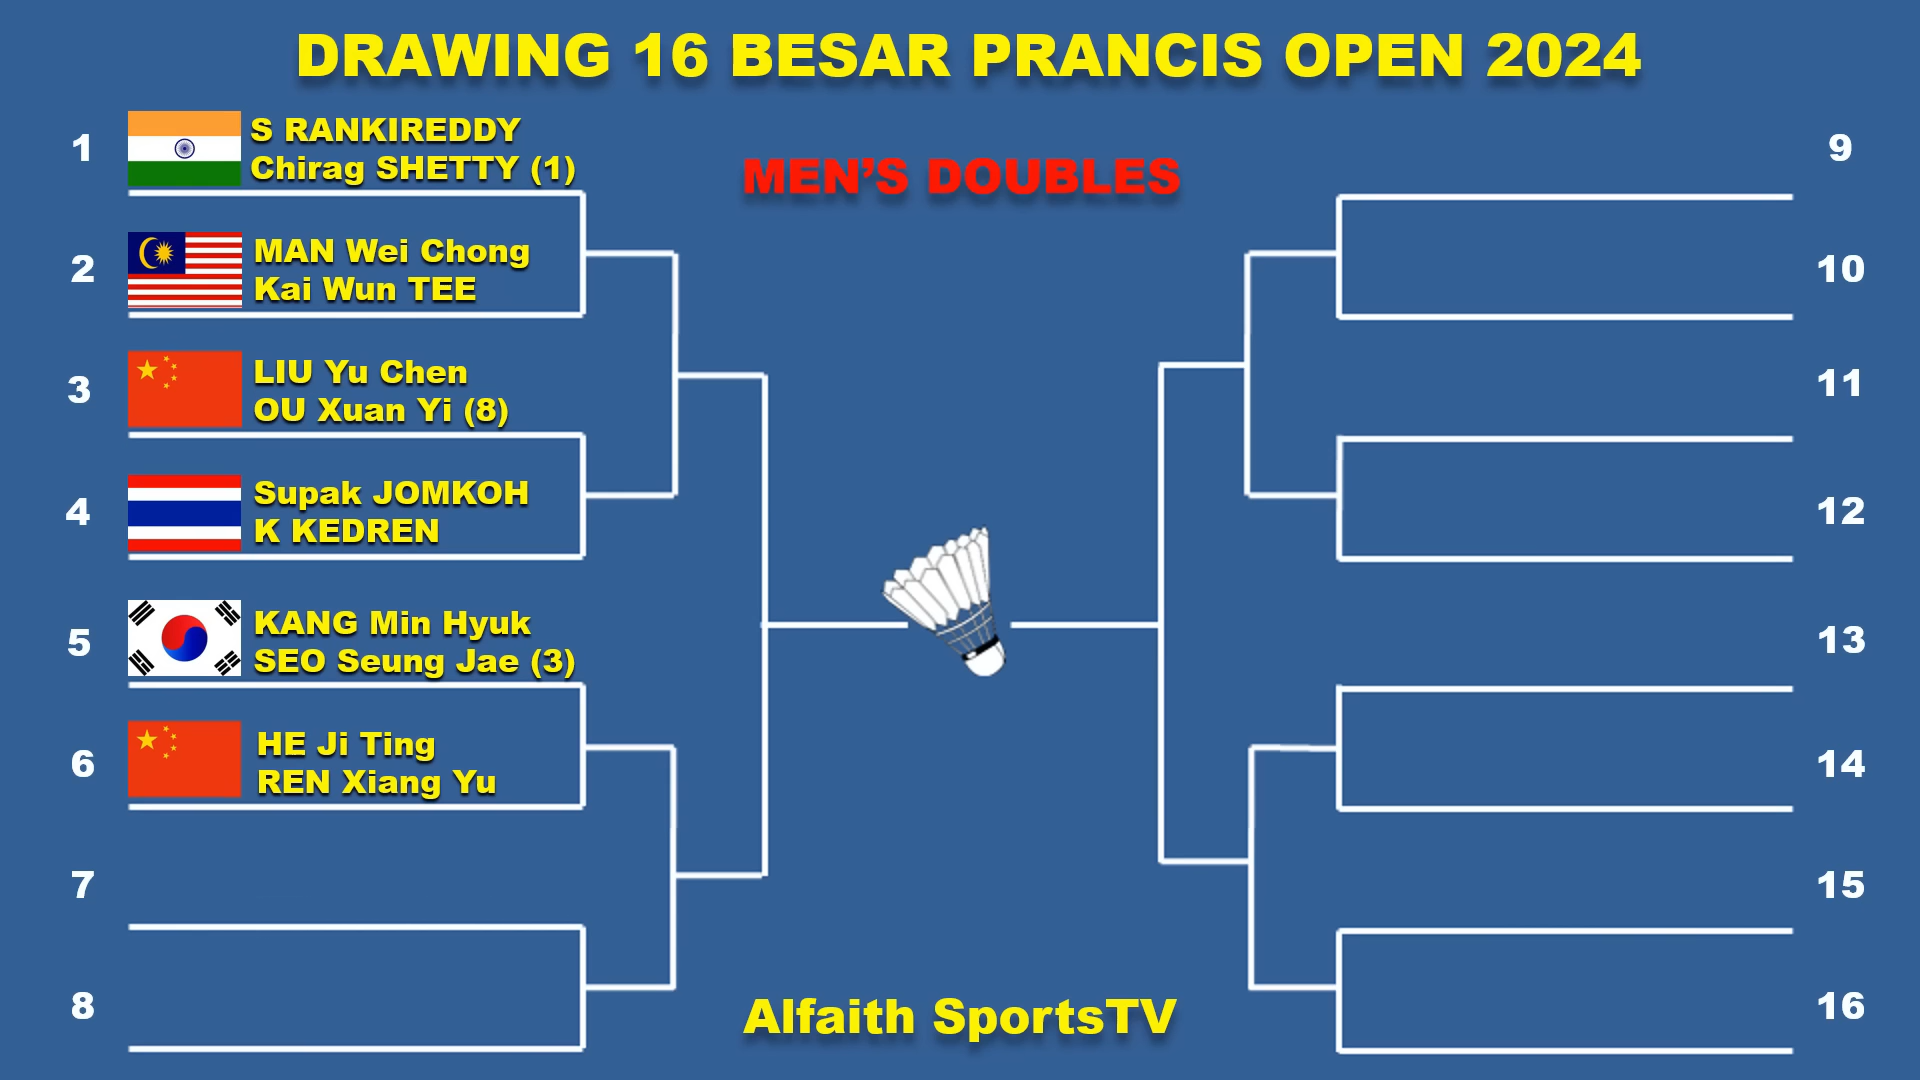 DRAWING 16 BESAR PRANCIS OPEN 2024
MEN'S DOUBLES
1
S RANKIREDDY
Chirag SHETTY (1)
2
MAN Wei Chong
Kai Wun TEE
3
LIU Yu Chen
OU Xuan Yi (8)
4
Supak JOMKOH
K KEDREN
5
KANG Min Hyuk
SEO Seung Jae (3)
6
HE Ji Ting
REN Xiang Yu
7
8
9
10
11
12
13
14
15
16
Alfaith SportsTV